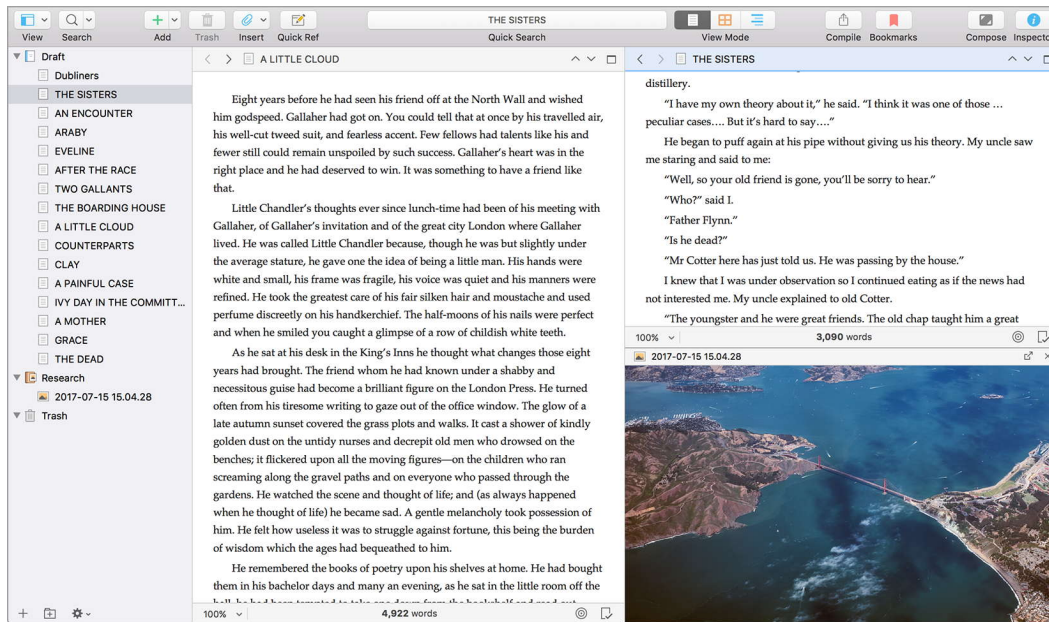 THE SISTERS
View
Search
Add
Trash
Insert
Quick Ref
Quick Search
View Mode
Compile
Bookmarks
Compose
Inspecto
Draft
Dubliners
THE SISTERS
AN ENCOUNTER
ARABY
EVELINE
AFTER THE RACE
TWO GALLANTS
THE BOARDING HOUSE
A LITTLE CLOUD
COUNTERPARTS
CLAY
A PAINFUL CASE
IVY DAY IN THE COMMITT...
A MOTHER
GRACE
THE DEAD
Research
2017-07-15 15.04.28
Trash
A LITTLE CLOUD
Eight years before he had seen his friend off at the North Wall and wished
him godspeed. Gallaher had got on. You could tell that at once by his travelled air,
his well-cut tweed suit, and fearless accent. Few fellows had talents like his and
fewer still could remain unspoiled by such success. Gallaher's heart was in the
right place and he had deserved to win. It was something to have a friend like
that.
Little Chandler's thoughts ever since lunch-time had been of his meeting with
Gallaher, of Gallaher's invitation and of the great city London where Gallaher
lived. He was called Little Chandler because, though he was but slightly under
the average stature, he gave one the idea of being a little man. His hands were
white and small, his frame was fragile, his voice was quiet and his manners were
refined. He took the greatest care of his fair silken hair and moustache and used
perfume discreetly on his handkerchief. The half-moons of his nails were perfect
and when he smiled you caught a glimpse of a row of childish white teeth.
As he sat at his desk in the King's Inns he thought what changes those eight
years had brought. The friend whom he had known under a shabby and
necessitous guise had become a brilliant figure on the London Press. He turned
often from his tiresome writing to gaze out of the office window. The glow of a
late autumn sunset covered the grass plots and walks. It cast a shower of kindly
golden dust on the untidy nurses and decrepit old men who drowsed on the
benches; it flickered upon all the moving figures—on the children who ran
screaming along the gravel paths and on everyone who passed through the
gardens. He watched the scene and thought of life; and (as always happened
when he thought of life) he became sad. A gentle melancholy took possession of
him. He felt how useless it was to struggle against fortune, this being the burden
of wisdom which the ages had bequeathed to him.
He remembered the books of poetry upon his shelves at home. He had bought
them in his bachelor days and many an evening, as he sat in the little room off the
100%
4,922 words
THE SISTERS
distillery.
“I have my own theory about it,” he said. “I think it was one of those …
peculiar cases…. But it's hard to say….”
He began to puff again at his pipe without giving us his theory. My uncle saw
me staring and said to me:
“Well, so your old friend is gone, you'll be sorry to hear.”
“Who?” said I.
“Father Flynn.”
“Is he dead?”
“Mr Cotter here has just told us. He was passing by the house.”
I knew that I was under observation so I continued eating as if the news had
not interested me. My uncle explained to old Cotter.
“The youngster and he were great friends. The old chap taught him a great
100%
3,090 words
2017-07-15 15.04.28